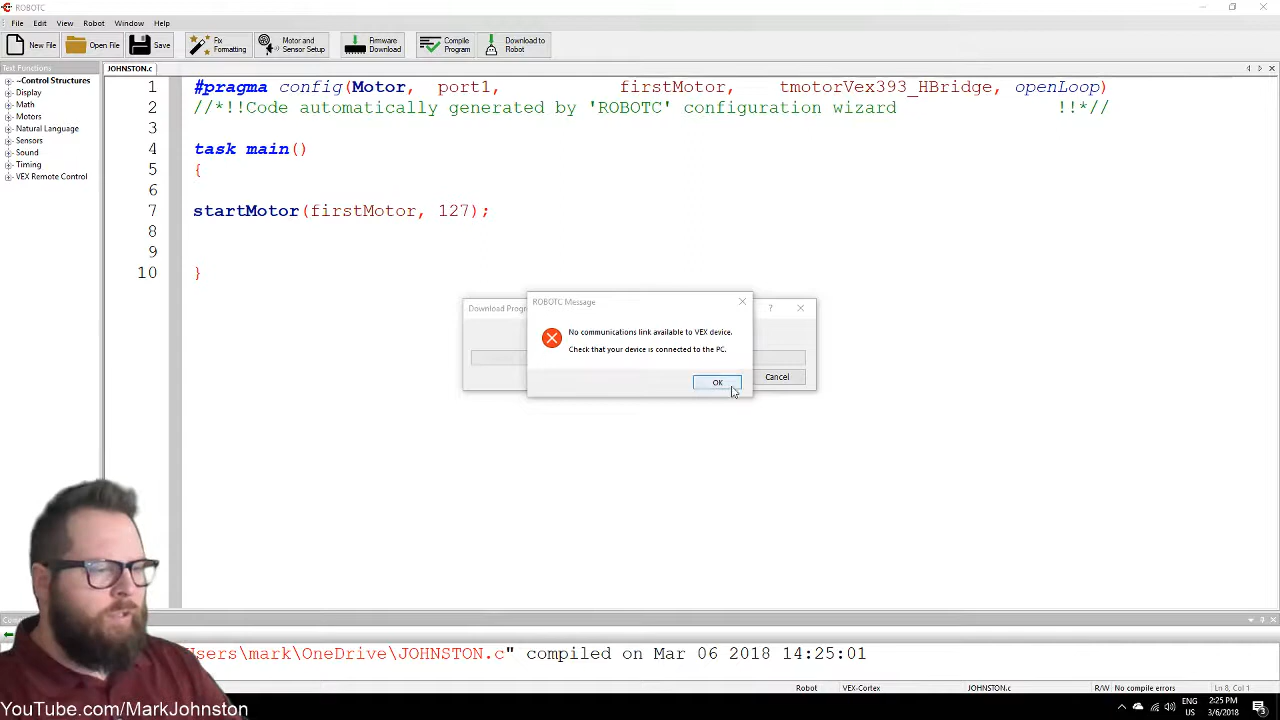 ROBOTC
File Edit View Robot Window Help
New File Open File Save Fix Formatting Motor and Sensor Setup Firmware Download Compile Program Download to Robot
Text Functions
JOHNSTON.c
Control Structures
Display
Math
Motors
Natural Language
Sensors
Sound
Timing
VEX Remote Control
1 #pragma config(Motor, port1, firstMotor, tmotorVex393_HBridge, openLoop)
2 //*!!Code automatically generated by 'ROBOTC' configuration wizard !!*//
3
4 task main()
5 {
6
7 startMotor(firstMotor, 127);
8
9
10 }
Download Progr
ROBOTC Message
No communications link available to VEX device.
Check that your device is connected to the PC.
OK
Cancel
sers\mark\OneDrive\JOHNSTON.c" compiled on Mar 06 2018 14:25:01
Robot VEX-Cortex JOHNSTON.c R/W No compile errors Ln 8, Col 1
ENG 2:25 PM
US 3/6/2018
YouTube.com/MarkJohnston